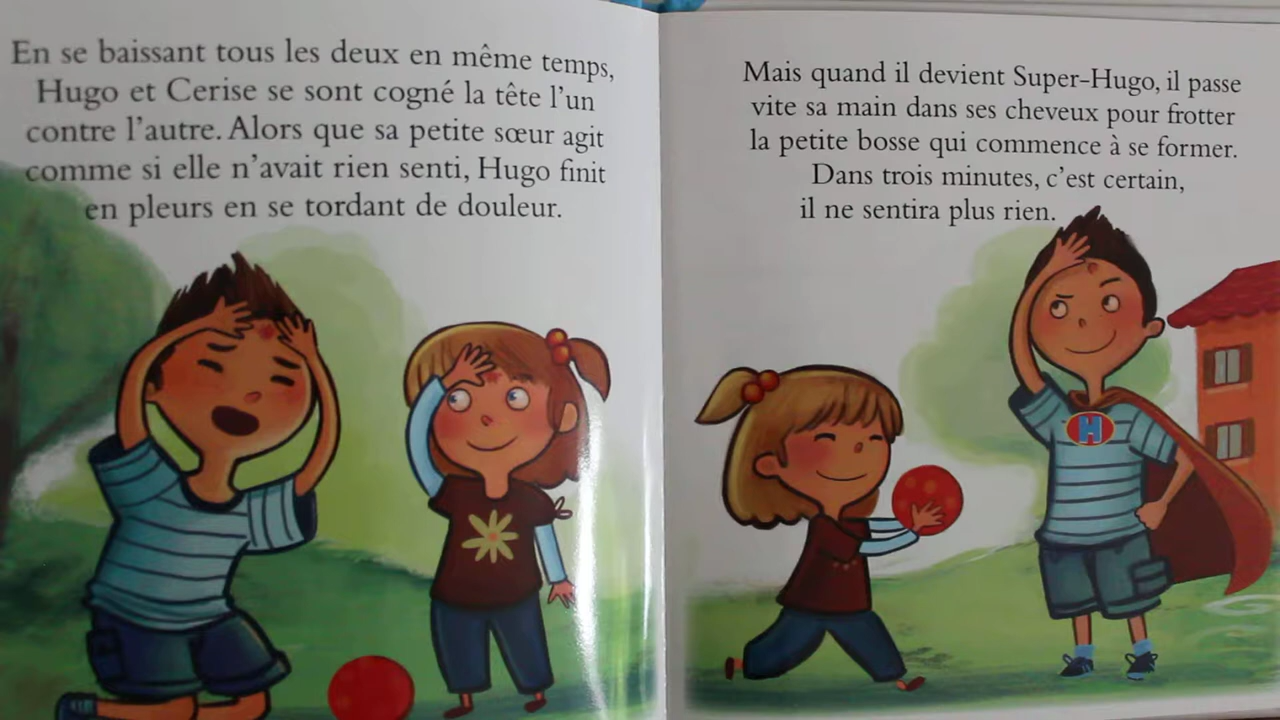 En se baissant tous les deux en même temps,
Hugo et Cerise se sont cogné la tête l'un
contre l'autre. Alors que sa petite sœur agit
comme si elle n'avait rien senti, Hugo finit
en pleurs en se tordant de douleur.
Mais quand il devient Super-Hugo, il passe
vite sa main dans ses cheveux pour frotter
la petite bosse qui commence à se former.
Dans trois minutes, c'est certain,
il ne sentira plus rien.
H